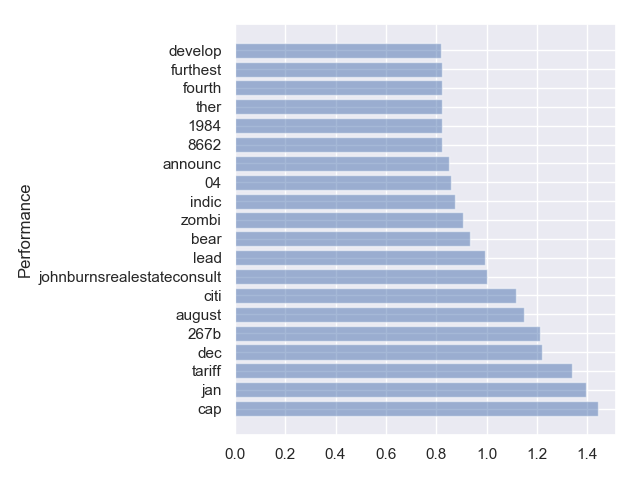 develop
furthest
fourth
ther
1984
8662
announc
04
indic
zombi
bear
lead
johnburnsrealestateconsult
citi
august
267b
dec
tariff
jan
cap
Performance
0.0 0.2 0.4 0.6 0.8 1.0 1.2 1.4